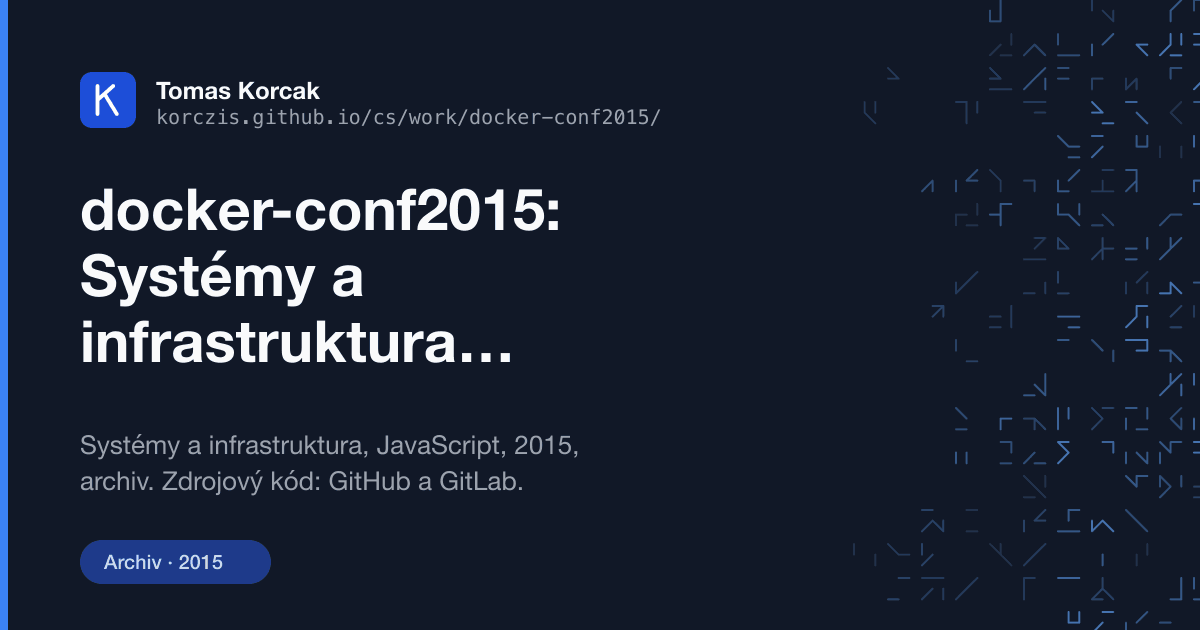 K
Tomas Korcak
korczis.github.io/cs/work/docker-conf2015/
docker-conf2015:
Systémy a
infrastruktura…
Systémy a infrastruktura, JavaScript, 2015,
archiv. Zdrojový kód: GitHub a GitLab.
Archiv · 2015